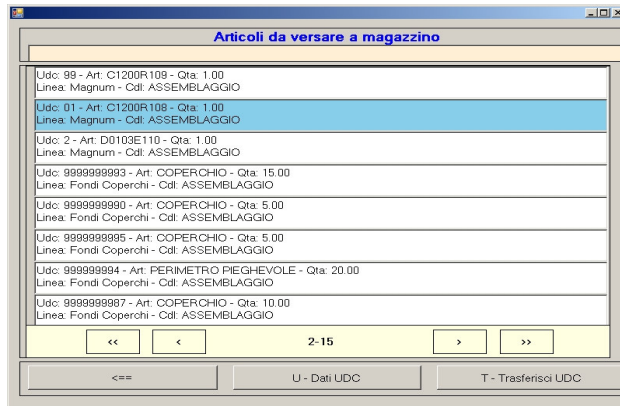 Articoli da versare a magazzino
Udc: 99 - Art: C1200R109 - Qta: 1.00
Linea: Magnum - Cdl: ASSEMBLAGGIO
Udc: 01 - Art: C1200R108 - Qta: 1.00
Linea: Magnum - Cdl: ASSEMBLAGGIO
Udc: 2 - Art: D0103E110 - Qta: 1.00
Linea: Magnum - Cdl: ASSEMBLAGGIO
Udc: 9999999993 - Art: COPERCHIO - Qta: 15.00
Linea: Fondi Coperchi - Cdl: ASSEMBLAGGIO
Udc: 9999999990 - Art: COPERCHIO - Qta: 5.00
Linea: Fondi Coperchi - Cdl: ASSEMBLAGGIO
Udc: 9999999995 - Art: COPERCHIO - Qta: 5.00
Linea: Fondi Coperchi - Cdl: ASSEMBLAGGIO
Udc: 999999994 - Art: PERIMETRO PIEGHEVOLE - Qta: 20.00
Linea: Fondi Coperchi - Cdl: ASSEMBLAGGIO
Udc: 9999999987 - Art: COPERCHIO - Qta: 10.00
Linea: Fondi Coperchi - Cdl: ASSEMBLAGGIO
<< < 2-15 > >>
<== U - Dati UDC T - Trasferisci UDC